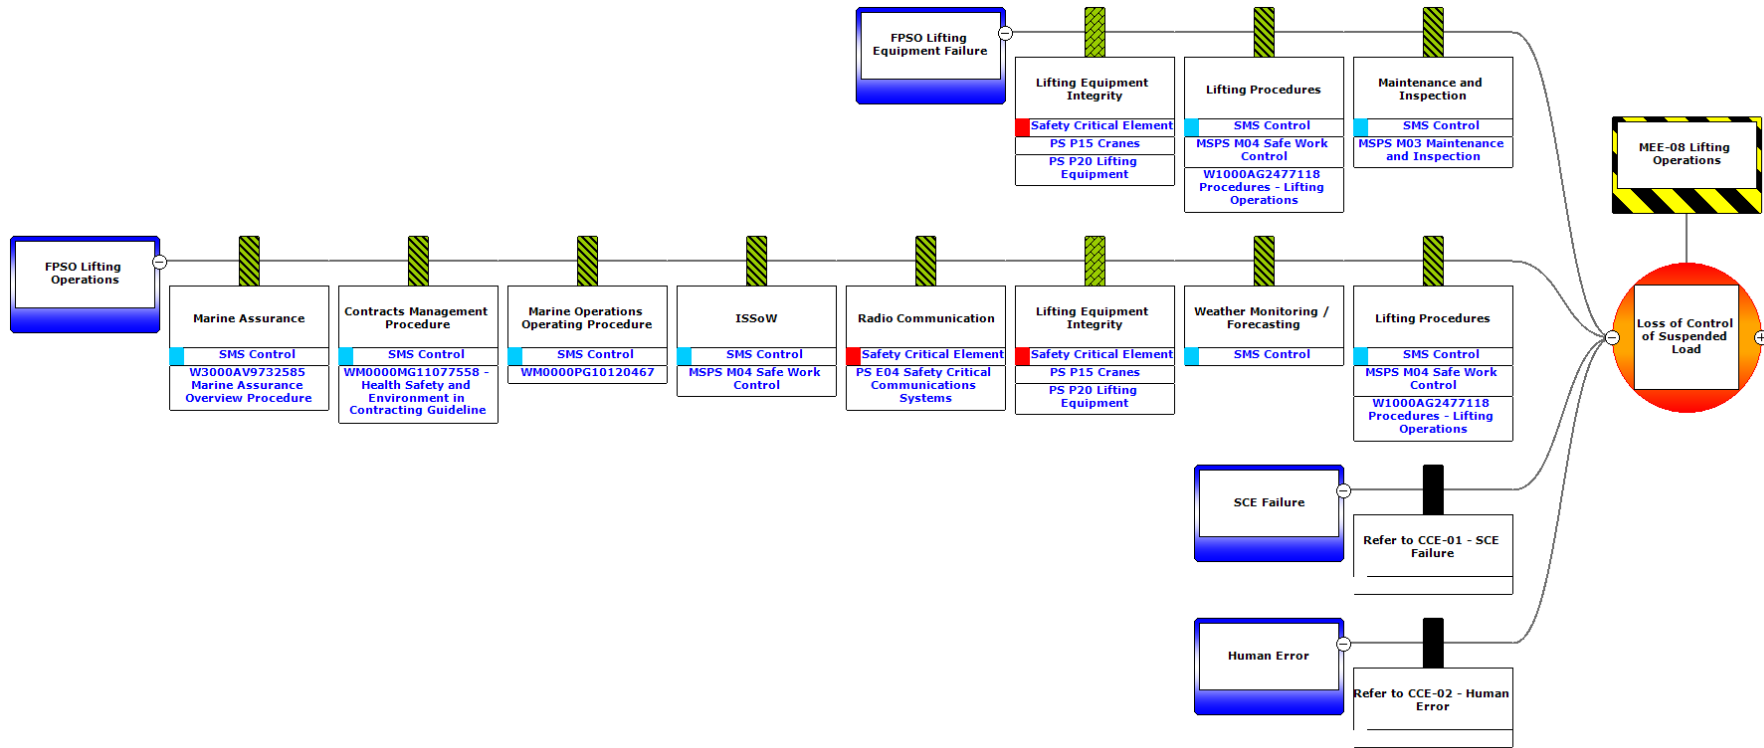 FPSO Lifting
Equipment Failure
Lifting Equipment
Integrity
Safety Critical Element
PS P15 Cranes
PS P20 Lifting
Equipment
Lifting Procedures
SMS Control
MSPS M04 Safe Work
Control
W1000AG2477118
Procedures - Lifting
Operations
Maintenance and
Inspection
SMS Control
MSPS M03 Maintenance
and Inspection
MEE-08 Lifting
Operations
FPSO Lifting
Operations
Marine Assurance
SMS Control
W3000AV9732585
Marine Assurance
Overview Procedure
Contracts Management
Procedure
SMS Control
WM0000MG11077558 -
Health Safety and
Environment in
Contracting Guideline
Marine Operations
Operating Procedure
SMS Control
WM0000PG10120467
ISSoW
SMS Control
MSPS M04 Safe Work
Control
Radio Communication
Safety Critical Element
PS E04 Safety Critical
Communications
Systems
Lifting Equipment
Integrity
Safety Critical Element
PS P15 Cranes
PS P20 Lifting
Equipment
Weather Monitoring /
Forecasting
SMS Control
Lifting Procedures
SMS Control
MSPS M04 Safe Work
Control
W1000AG2477118
Procedures - Lifting
Operations
Loss of Control
of Suspended
Load
SCE Failure
Refer to CCE-01 - SCE
Failure
Human Error
Refer to CCE-02 - Human
Error